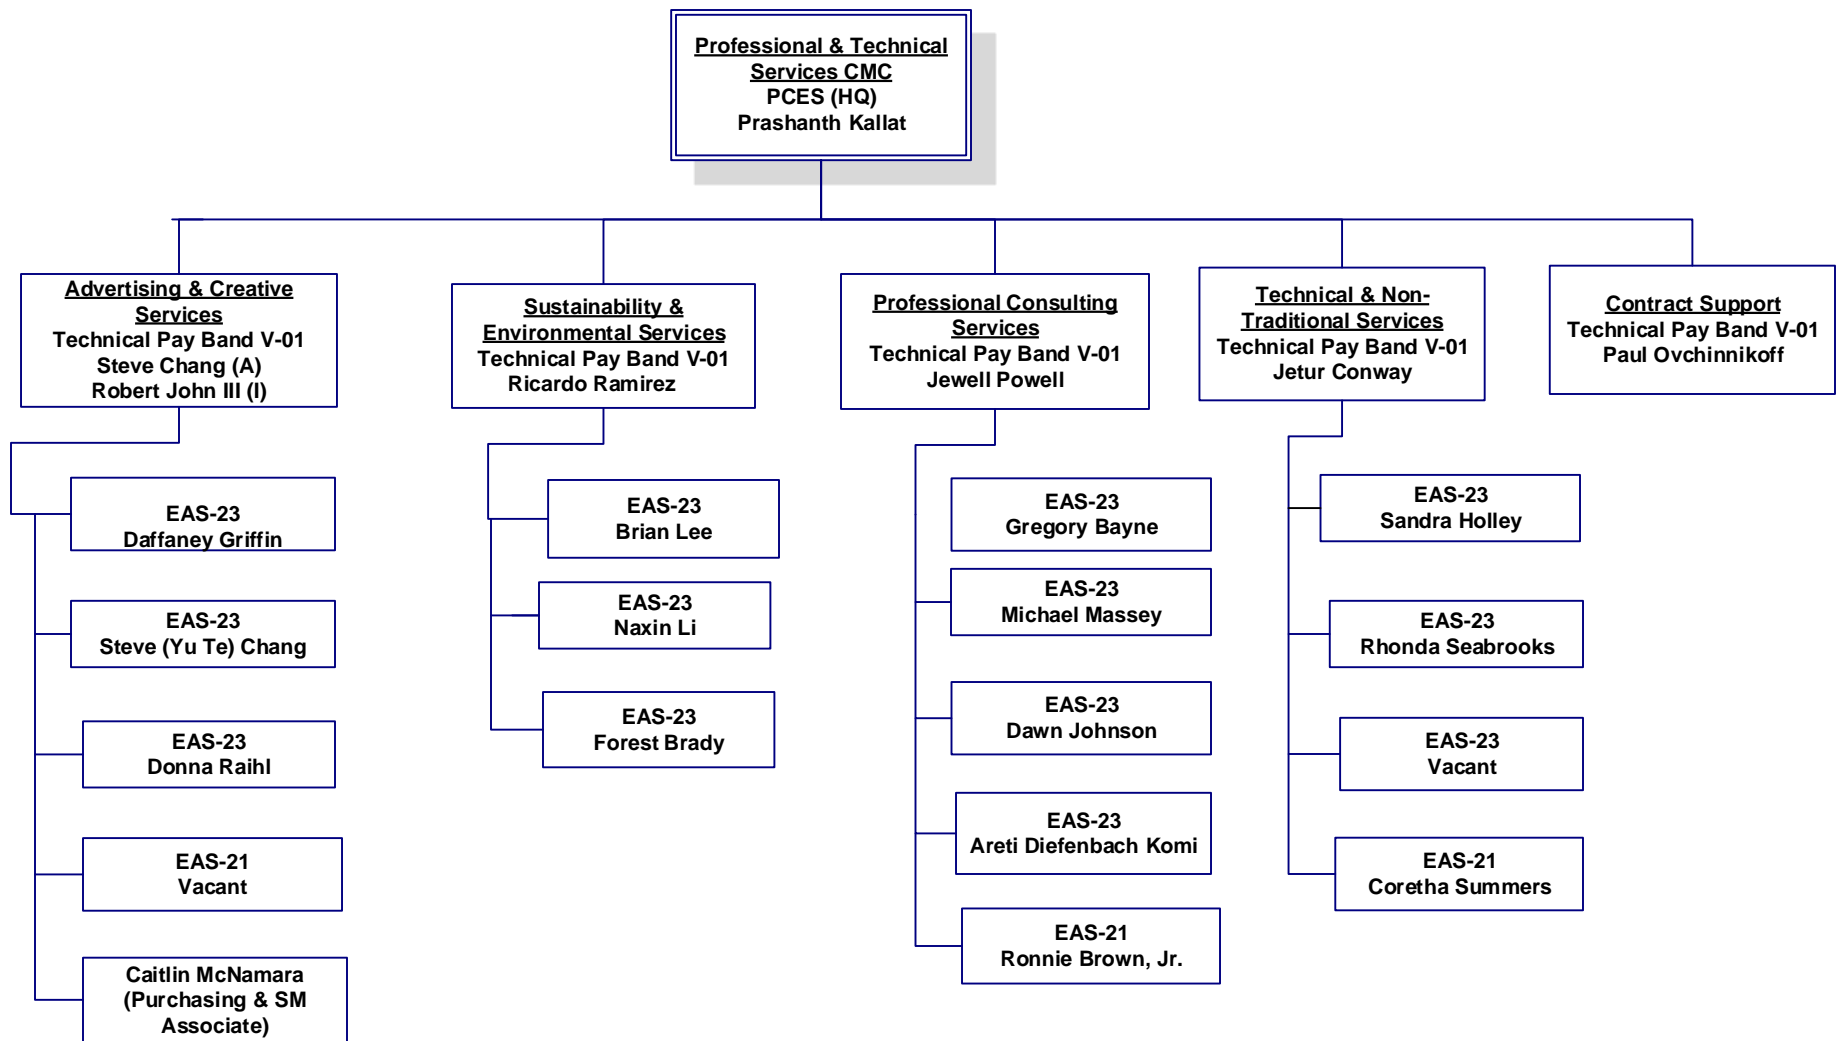 Professional & Technical
Services CMC
PCES (HQ)
Prashanth Kallat
Advertising & Creative
Services
Technical Pay Band V-01
Steve Chang (A)
Robert John III (I)
EAS-23
Daffaney Griffin
EAS-23
Steve (Yu Te) Chang
EAS-23
Donna Raihl
EAS-21
Vacant
Caitlin McNamara
(Purchasing & SM
Associate)
Sustainability &
Environmental Services
Technical Pay Band V-01
Ricardo Ramirez
EAS-23
Brian Lee
EAS-23
Naxin Li
EAS-23
Forest Brady
Professional Consulting
Services
Technical Pay Band V-01
Jewell Powell
EAS-23
Gregory Bayne
EAS-23
Michael Massey
EAS-23
Dawn Johnson
EAS-23
Areti Diefenbach Komi
EAS-21
Ronnie Brown, Jr.
Technical & Non-
Traditional Services
Technical Pay Band V-01
Jetur Conway
EAS-23
Sandra Holley
EAS-23
Rhonda Seabrooks
EAS-23
Vacant
EAS-21
Coretha Summers
Contract Support
Technical Pay Band V-01
Paul Ovchinnikoff